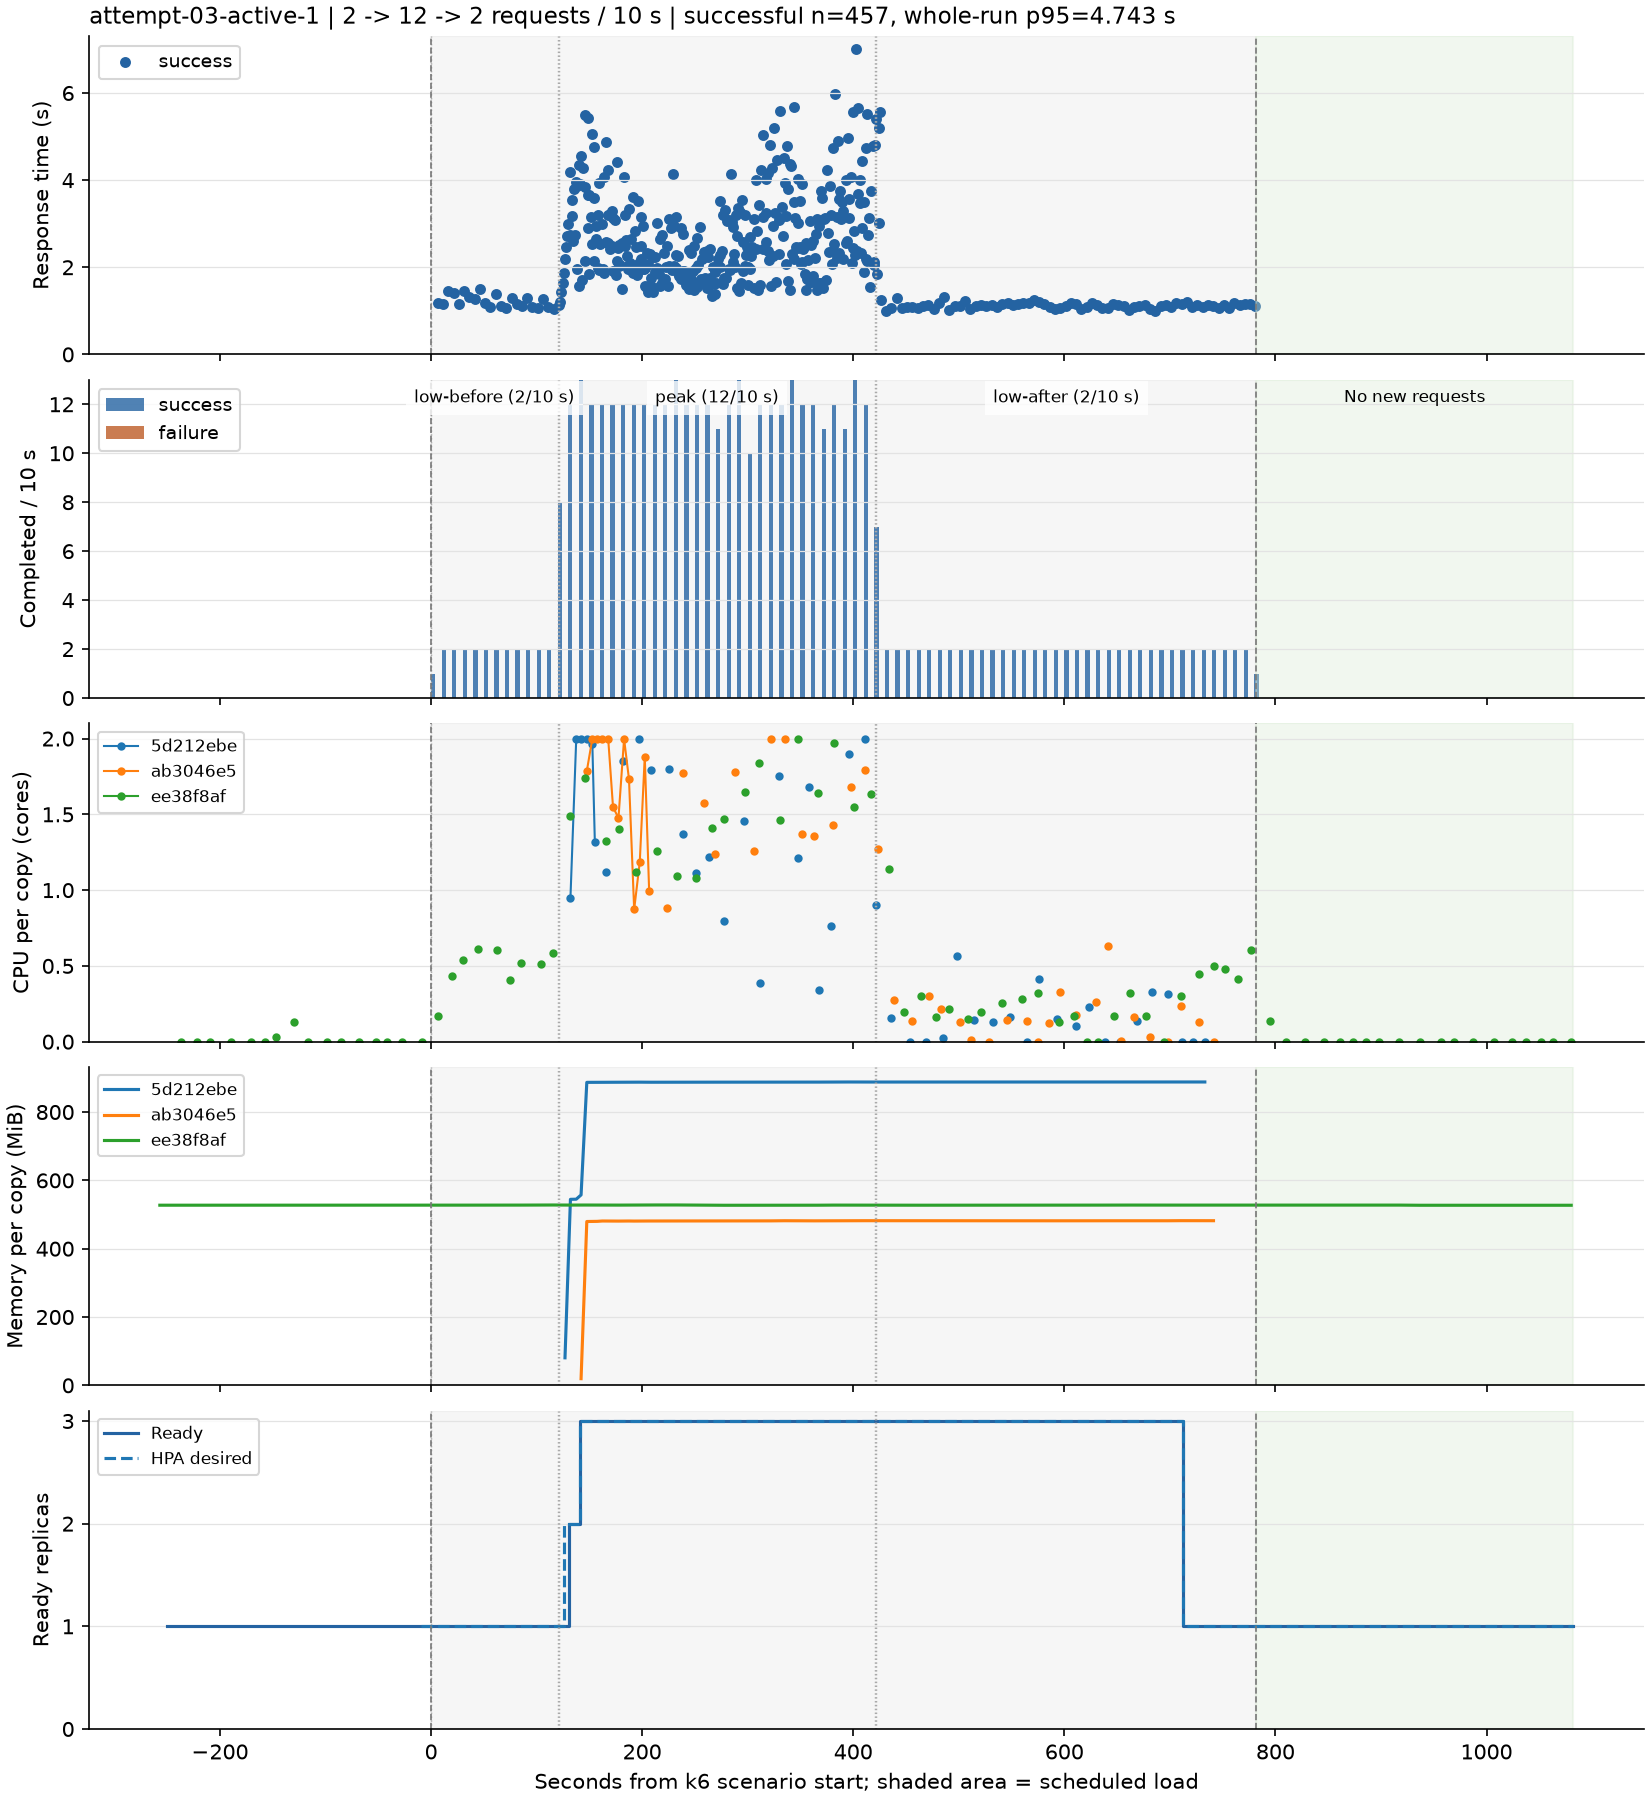 attempt-03-active-1 | 2 -> 12 -> 2 requests / 10 s | successful n=457, whole-run p95=4.743 s
success
Response time (s)
6
4
2
0
low-before (2/10 s)
peak (12/10 s)
low-after (2/10 s)
No new requests
success
failure
Completed / 10 s
12
10
8
6
4
2
0
5d212ebe
ab3046e5
ee38f8af
CPU per copy (cores)
2.0
1.5
1.0
0.5
0.0
5d212ebe
ab3046e5
ee38f8af
Memory per copy (MiB)
800
600
400
200
0
Ready
HPA desired
Ready replicas
3
2
1
0
−200
0
200
400
600
800
1000
Seconds from k6 scenario start; shaded area = scheduled load